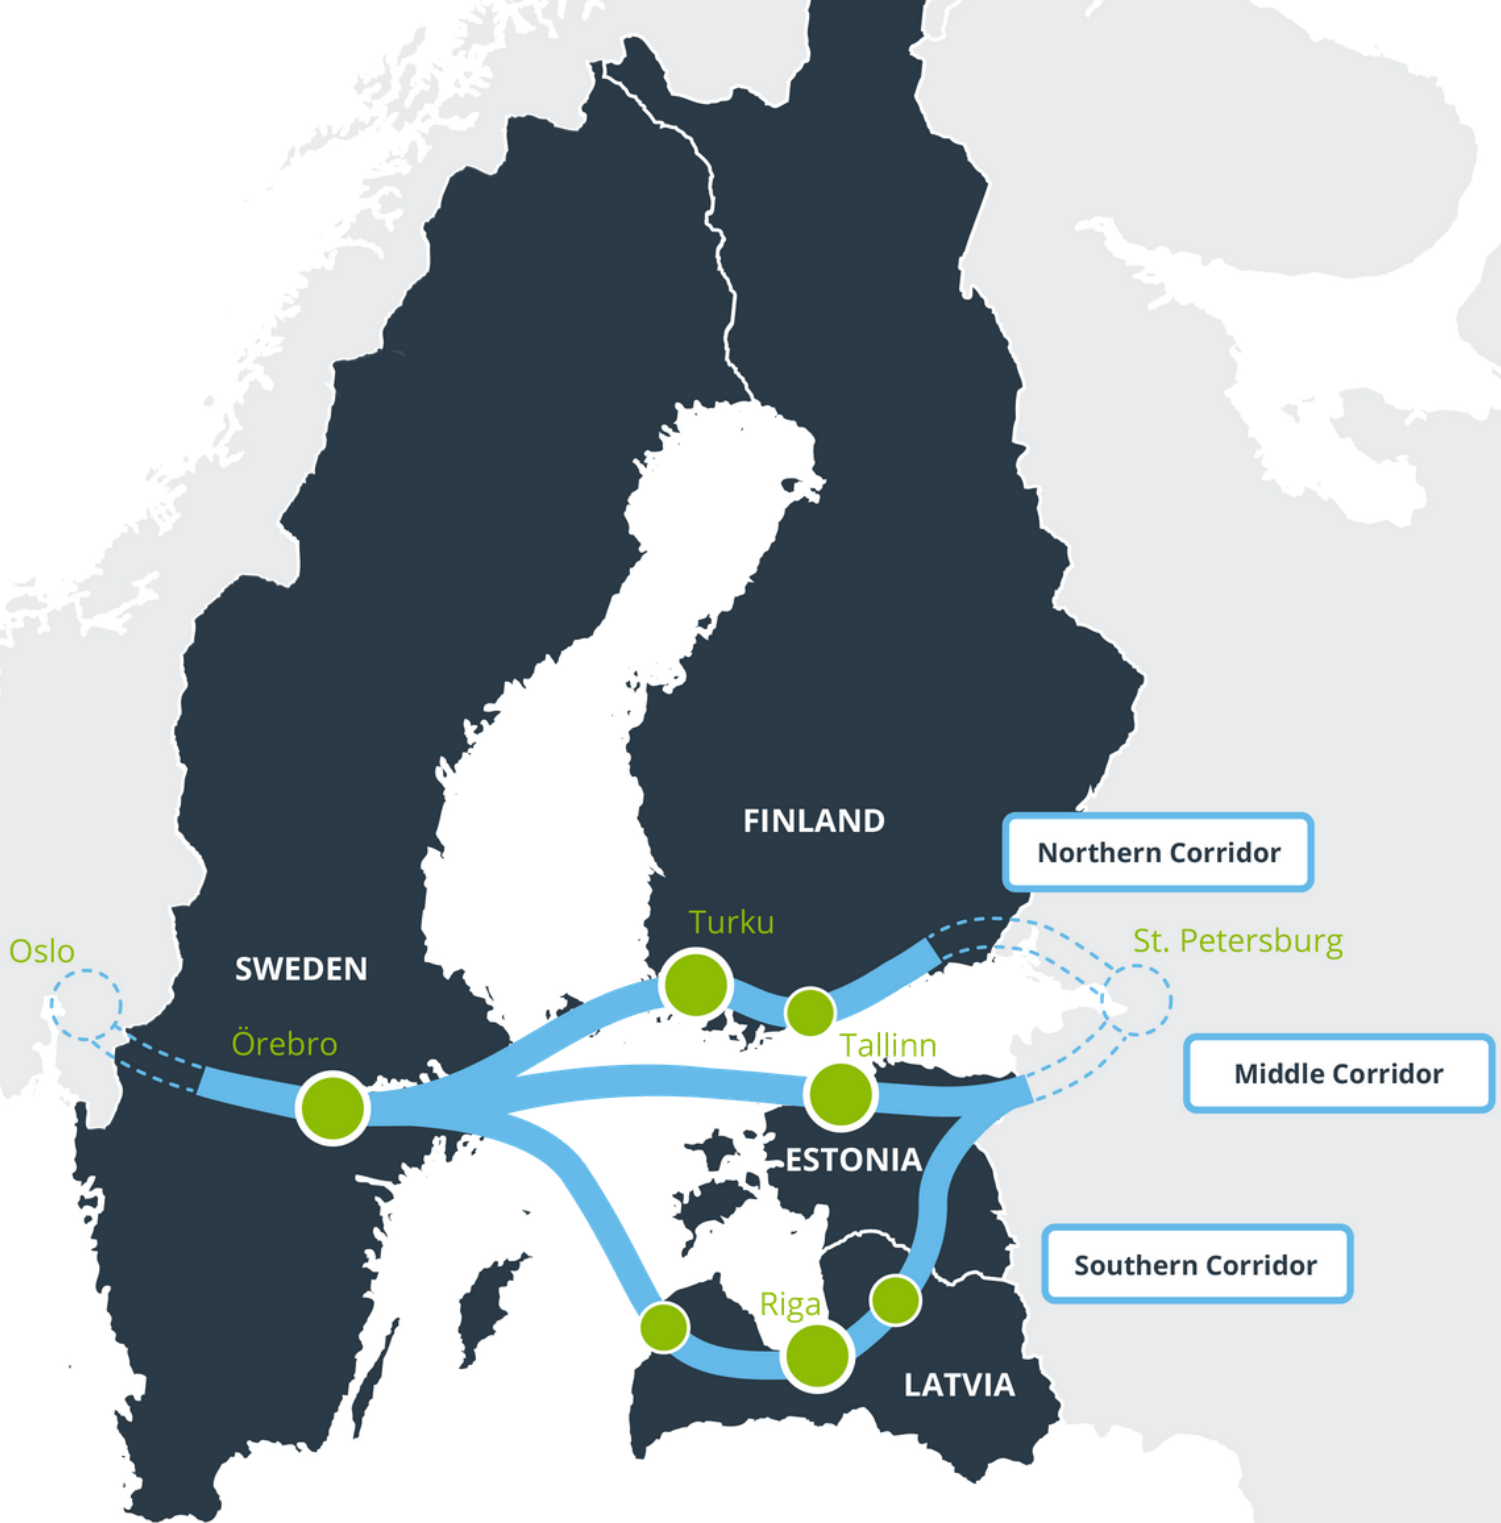 FINLAND
Northern Corridor
Turku
St. Petersburg
Oslo
SWEDEN
Örebro
Tallinn
Middle Corridor
ESTONIA
Southern Corridor
Riga
LATVIA